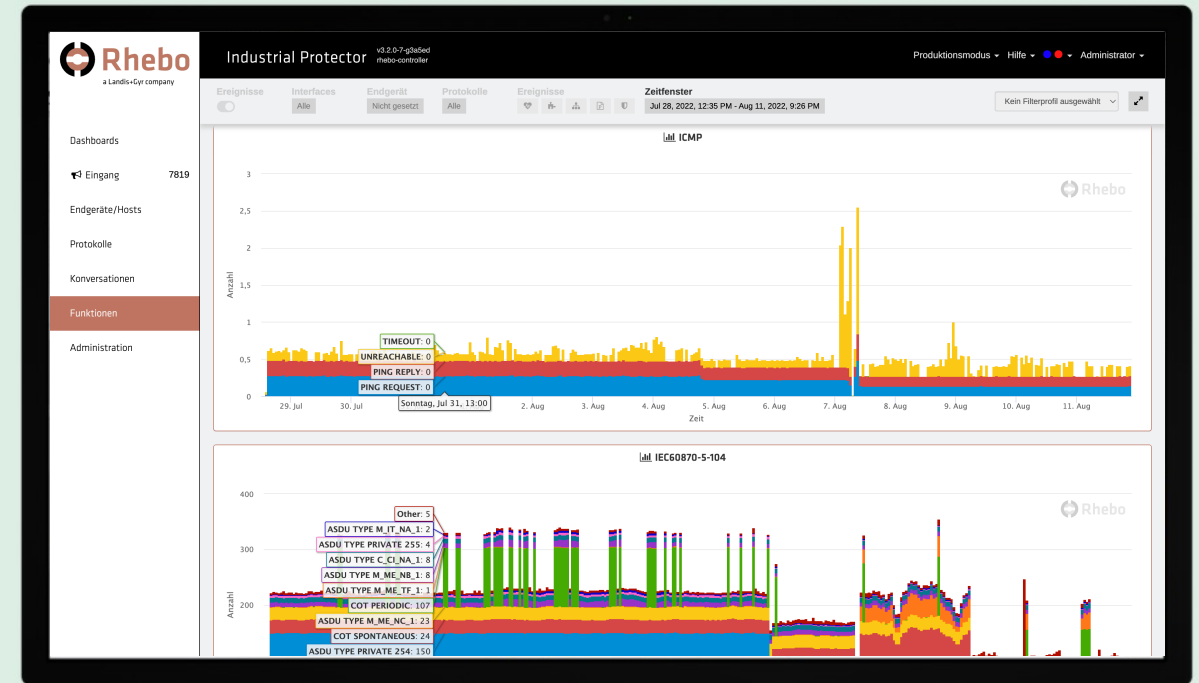 Rhebo
a Landis+Gyr company
Industrial Protector
v3.2.0-7-g3a5ed
rhebo-controller
Produktionsmodus
Hilfe
Administrator
Ereignisse
Interfaces
Endgerät
Protokolle
Ereignisse
Zeitfenster
Alle
Nicht gesetzt
Alle
Jul 28, 2022, 12:35 PM - Aug 11, 2022, 9:26 PM
Kein Filterprofil ausgewählt
Dashboards
Eingang 7819
Endgeräte/Hosts
Protokolle
Konversationen
Funktionen
Administration
ICMP
Rhebo
3
2,5
2
1,5
1
0,5
0
Anzahl
TIMEOUT: 0
UNREACHABLE: 0
PING REPLY: 0
PING REQUEST: 0
Sonntag, Jul 31, 13:00
29. Jul
30. Jul
2. Aug
3. Aug
4. Aug
5. Aug
6. Aug
7. Aug
8. Aug
9. Aug
10. Aug
11. Aug
Zeit
IEC60870-5-104
Rhebo
400
300
200
Anzahl
Other: 5
ASDU TYPE M_IT_NA_1: 2
ASDU TYPE PRIVATE 255: 4
ASDU TYPE C_CI_NA_1: 8
ASDU TYPE M_ME_NB_1: 8
ASDU TYPE M_ME_TF_1: 1
COT PERIODIC: 107
ASDU TYPE M_ME_NC_1: 23
COT SPONTANEOUS: 24
ASDU TYPE PRIVATE 254: 150